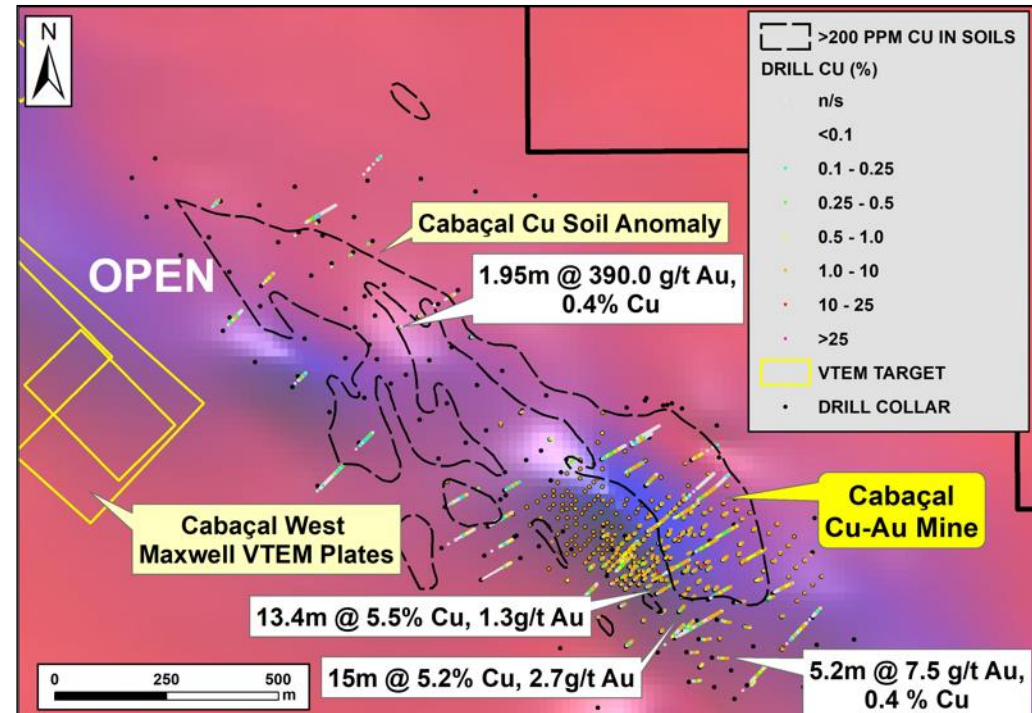 N
>200 PPM CU IN SOILS
DRILL CU (%)
n/s
<0.1
0.1 - 0.25
0.25 - 0.5
0.5 - 1.0
1.0 - 10
10 - 25
>25
VTEM TARGET
DRILL COLLAR
Cabaçal Cu Soil Anomaly
OPEN
1.95m @ 390.0 g/t Au,
0.4% Cu
Cabaçal
Cu-Au Mine
Cabaçal West
Maxwell VTEM Plates
13.4m @ 5.5% Cu, 1.3g/t Au
15m @ 5.2% Cu, 2.7g/t Au
5.2m @ 7.5 g/t Au,
0.4 % Cu
0 250 500
m